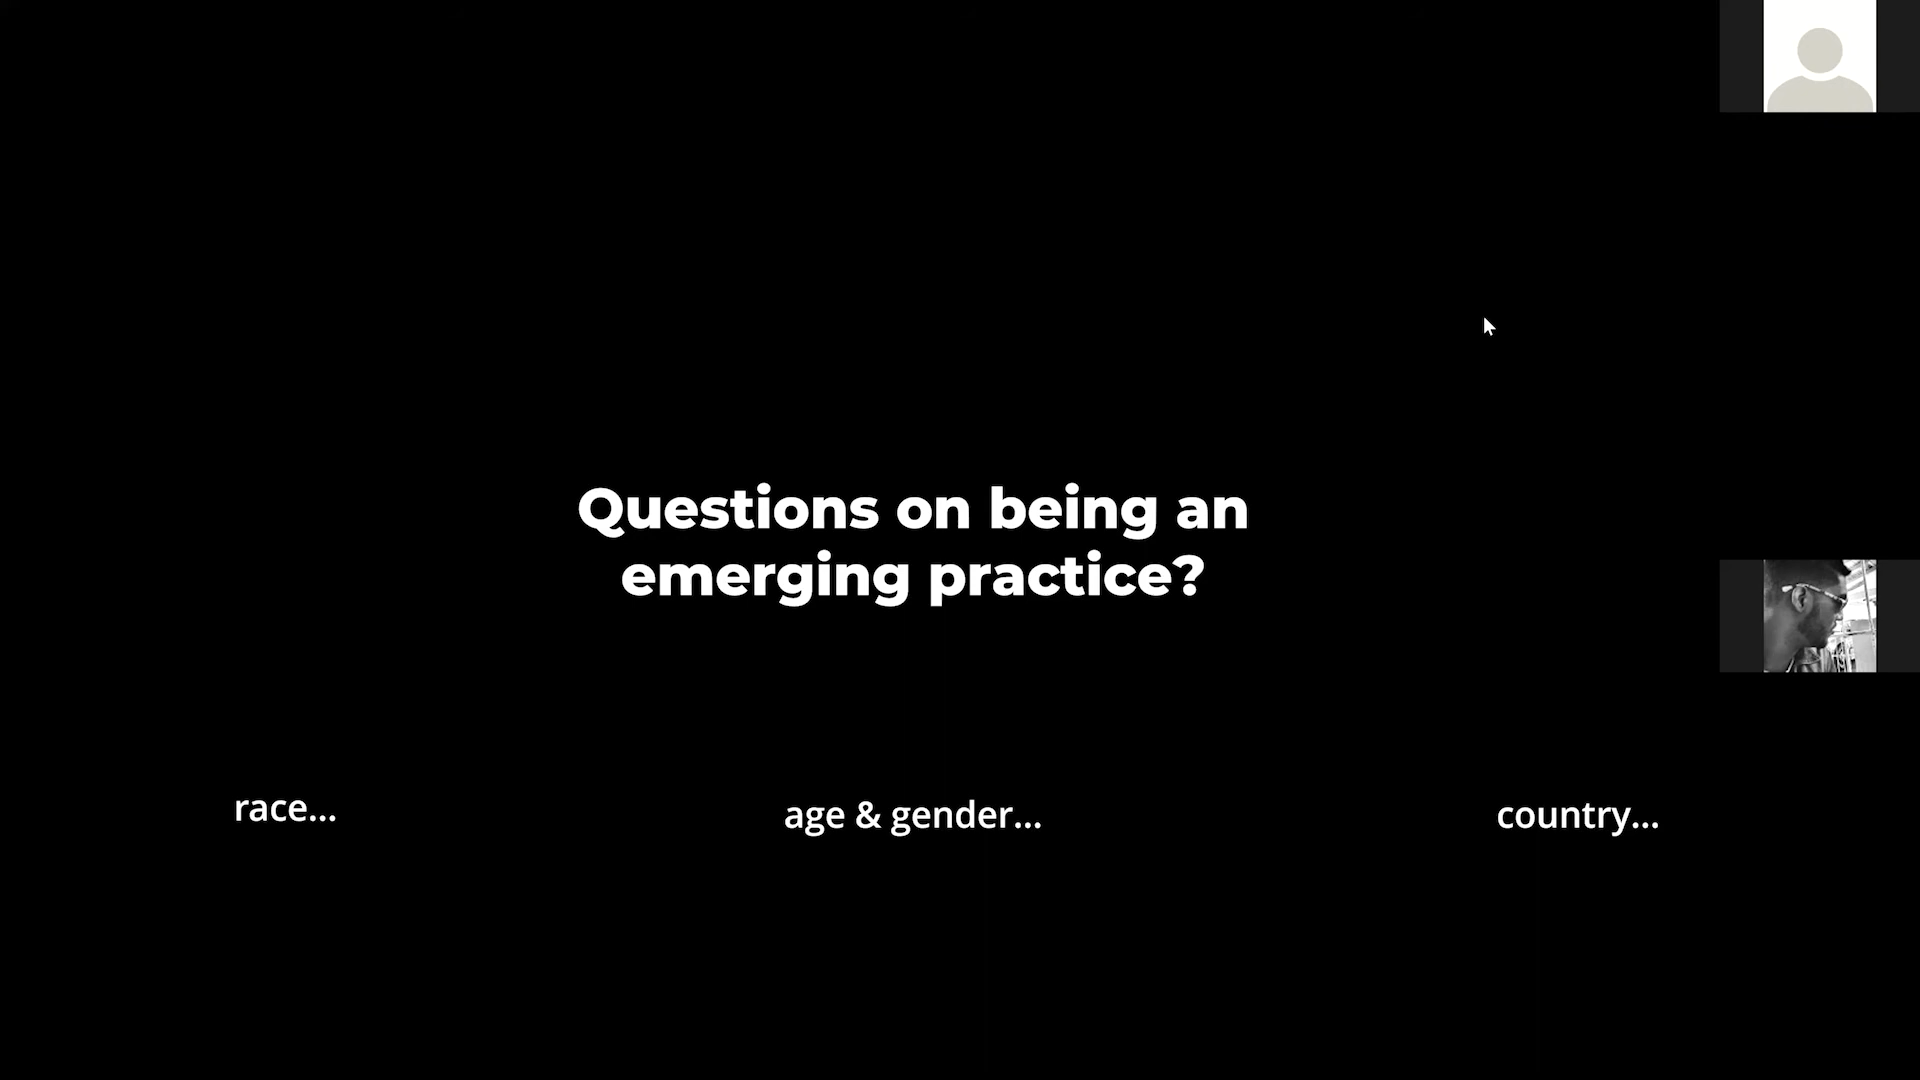 Questions on being an
emerging practice?
race...
age & gender...
country...